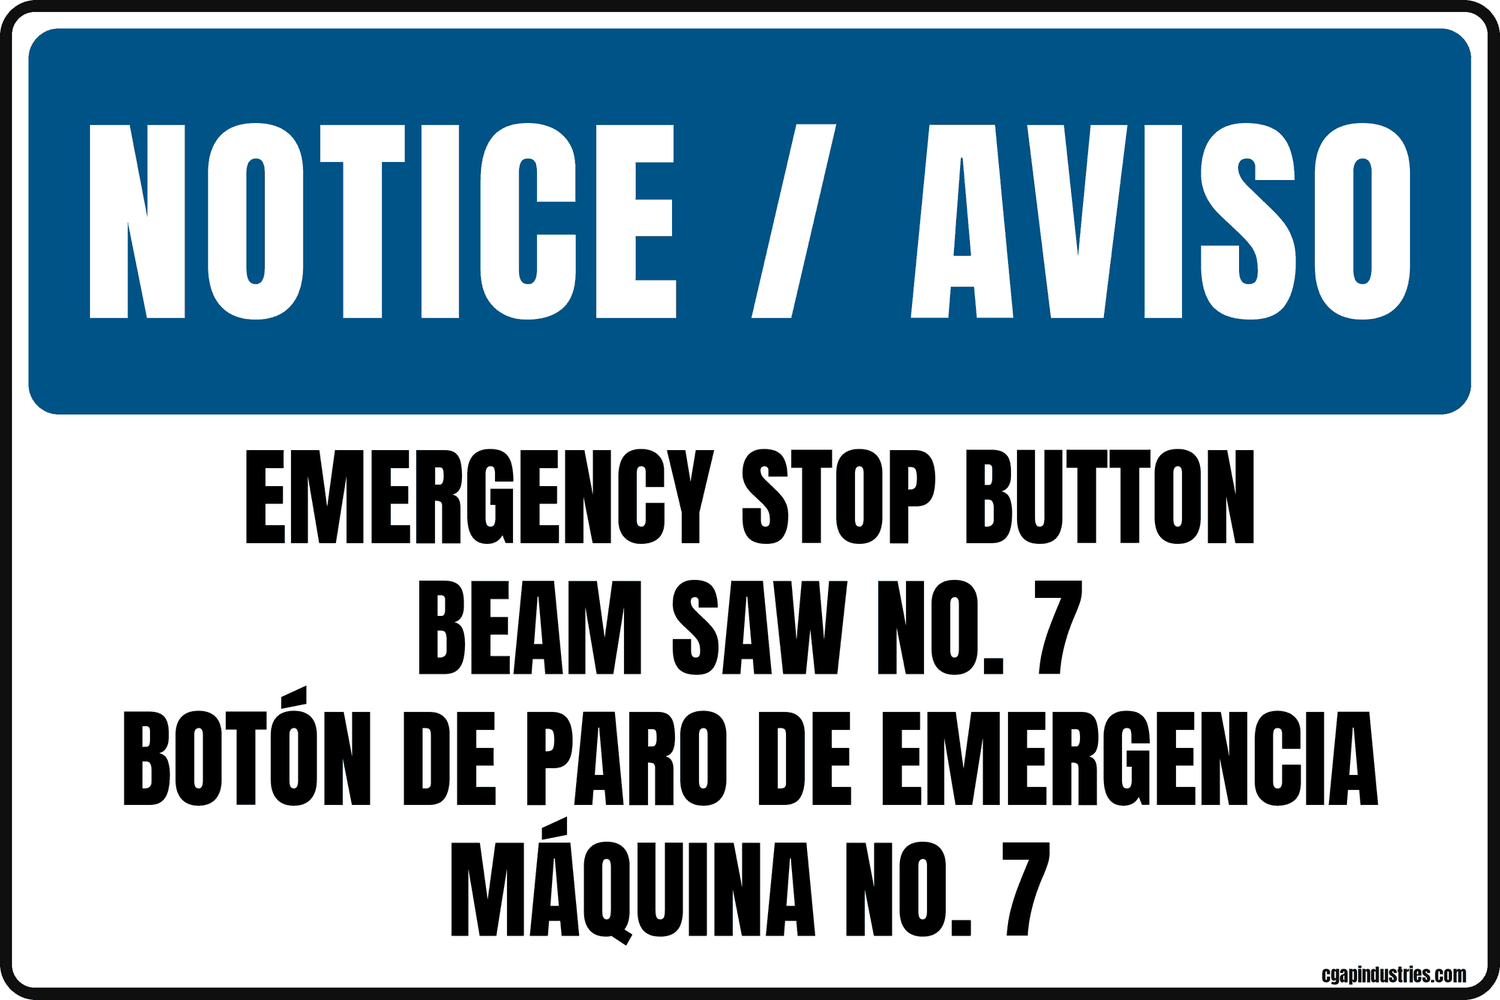 NOTICE / AVISO
EMERGENCY STOP BUTTON
BEAM SAW NO. 7
BOTÓN DE PARO DE EMERGENCIA
MÁQUINA NO. 7
cgapindustries.com